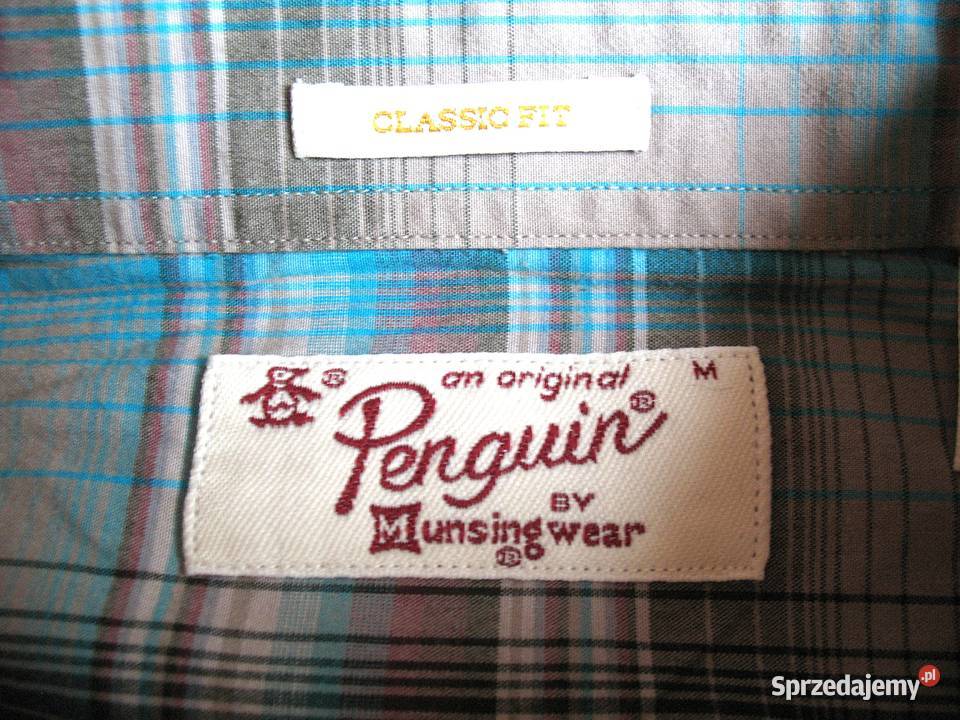 CLASSIC FIT
® an original M
Penguin®
BY
Munsingwear
®
Sprzedajemy.pl